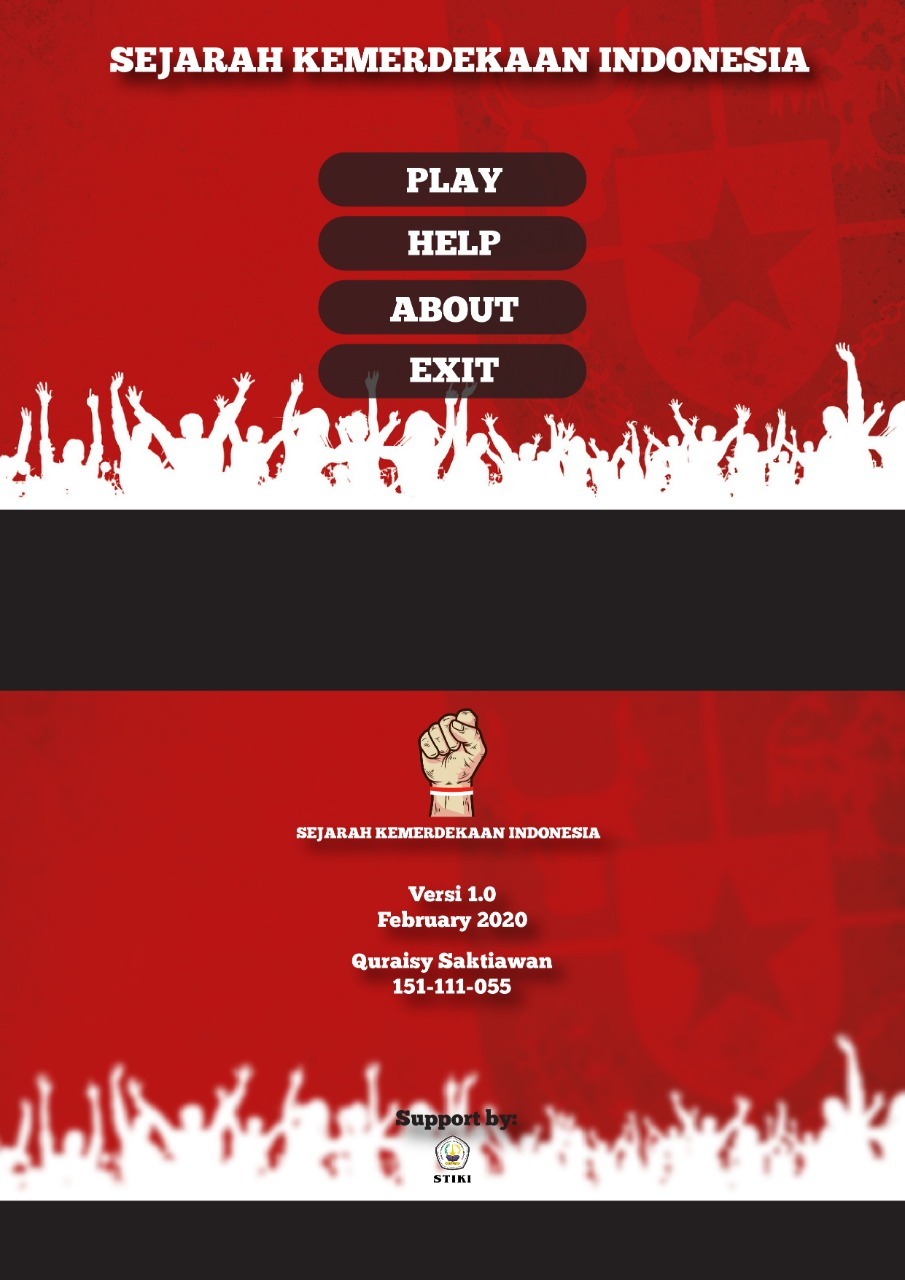 SEJARAH KEMERDEKAAN INDONESIA
PLAY
HELP
ABOUT
EXIT
SEJARAH KEMERDEKAAN INDONESIA
Versi 1.0
February 2020
Quraisy Saktiawan
151-111-055
Support by:
STIKI